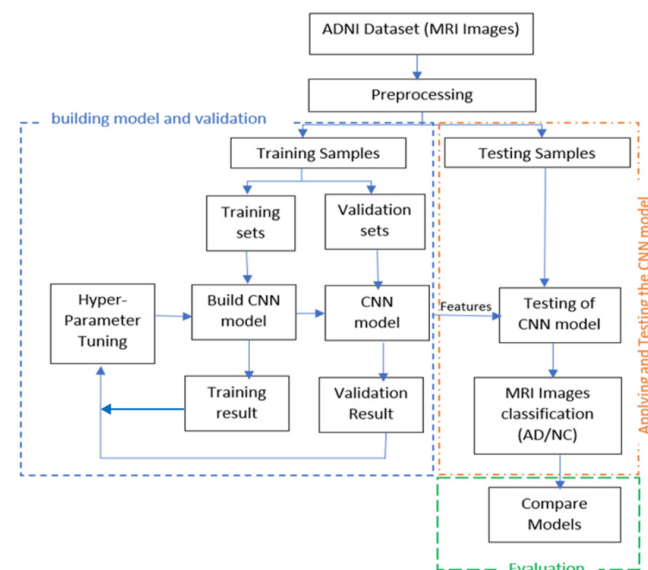 ADNI Dataset (MRI Images)
Preprocessing
building model and validation
Training Samples
Testing Samples
Training
sets
Validation
sets
Hyper-
Parameter
Tuning
Build CNN
model
CNN
model
Features
Testing of
CNN model
Training
result
Validation
Result
MRI Images
classification
(AD/NC)
Applying and Testing the CNN model
Compare
Models
Evaluation